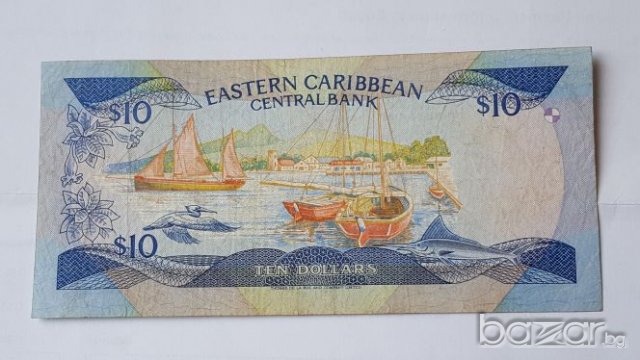 EASTERN CARIBBEAN
CENTRAL BANK
$10
$10
$10
TEN DOLLARS
bazar.bg